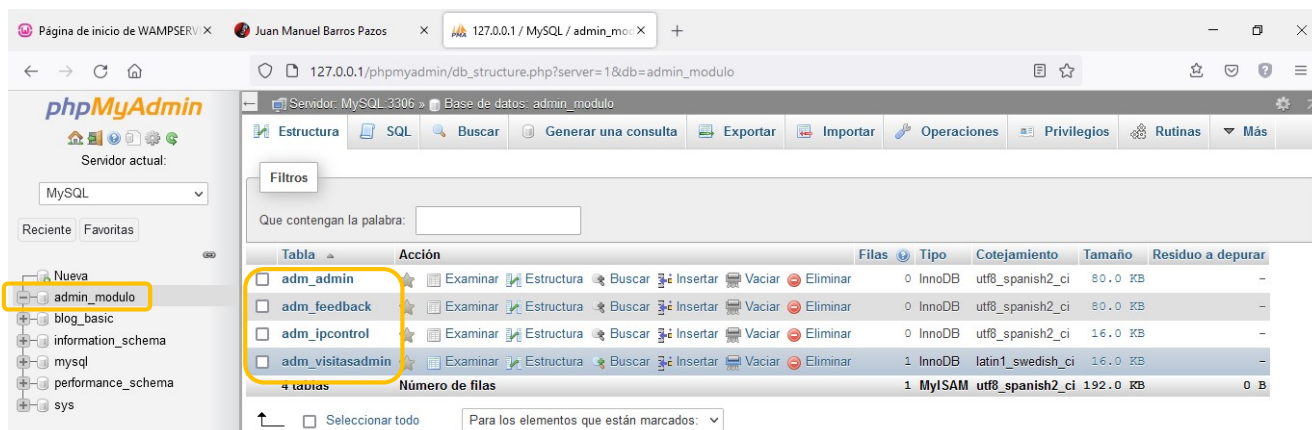 Página de inicio de WAMPSERV
Juan Manuel Barros Pazos
127.0.0.1 / MySQL / admin_mod
127.0.0.1/phpmyadmin/db_structure.php?server=1&db=admin_modulo
phpMyAdmin
Servidor actual:
MySQL
Reciente Favoritas
Nueva
admin_modulo
blog_basic
information_schema
mysql
performance_schema
sys
Servidor: MySQL:3306 » Base de datos: admin_modulo
Estructura SQL Buscar Generar una consulta Exportar Importar Operaciones Privilegios Rutinas Más
Filtros
Que contengan la palabra:
Tabla Acción Filas Tipo Cotejamiento Tamaño Residuo a depurar
adm_admin Examinar Estructura Buscar Insertar Vaciar Eliminar 0 InnoDB utf8_spanish2_ci 80.0 KB -
adm_feedback Examinar Estructura Buscar Insertar Vaciar Eliminar 0 InnoDB utf8_spanish2_ci 80.0 KB -
adm_ipcontrol Examinar Estructura Buscar Insertar Vaciar Eliminar 0 InnoDB utf8_spanish2_ci 16.0 KB -
adm_visitasadmin Examinar Estructura Buscar Insertar Vaciar Eliminar 1 InnoDB latin1_swedish_ci 16.0 KB -
4 tablas Número de filas 1 MyISAM utf8_spanish2_ci 192.0 KB 0 B
Seleccionar todo Para los elementos que están marcados: